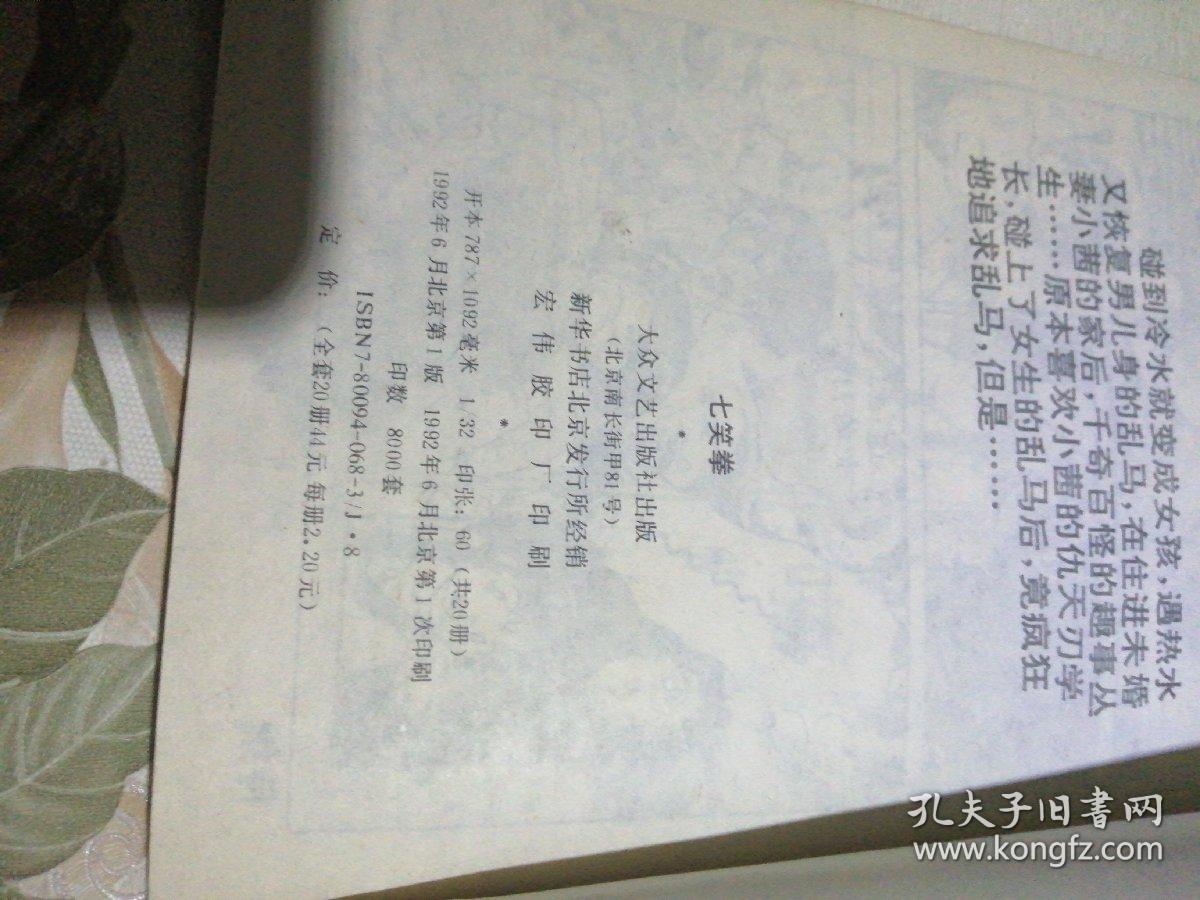 碰到冷水就变成女孩，遇热水
又恢复男儿身的乱马，在住进未婚
妻小茜的家后，千奇百怪的趣事丛
生……原本喜欢小茜的仇天刃学
长，碰上了女生的乱马后，竟疯狂
地追求乱马，但是……
七笑拳
*
大众文艺出版社出版
（北京南长街甲81号）
新华书店北京发行所经销
宏伟胶印厂印刷
*
开本787×1092毫米 1/32 印张：60（共20册）
1992年6月北京第1版 1992年6月北京第1次印刷
印数 8000套
ISBN7-80094-068-3/J·8
定 价：（全套20册44元 每册2.20元）
孔夫子旧书网
www.kongfz.com